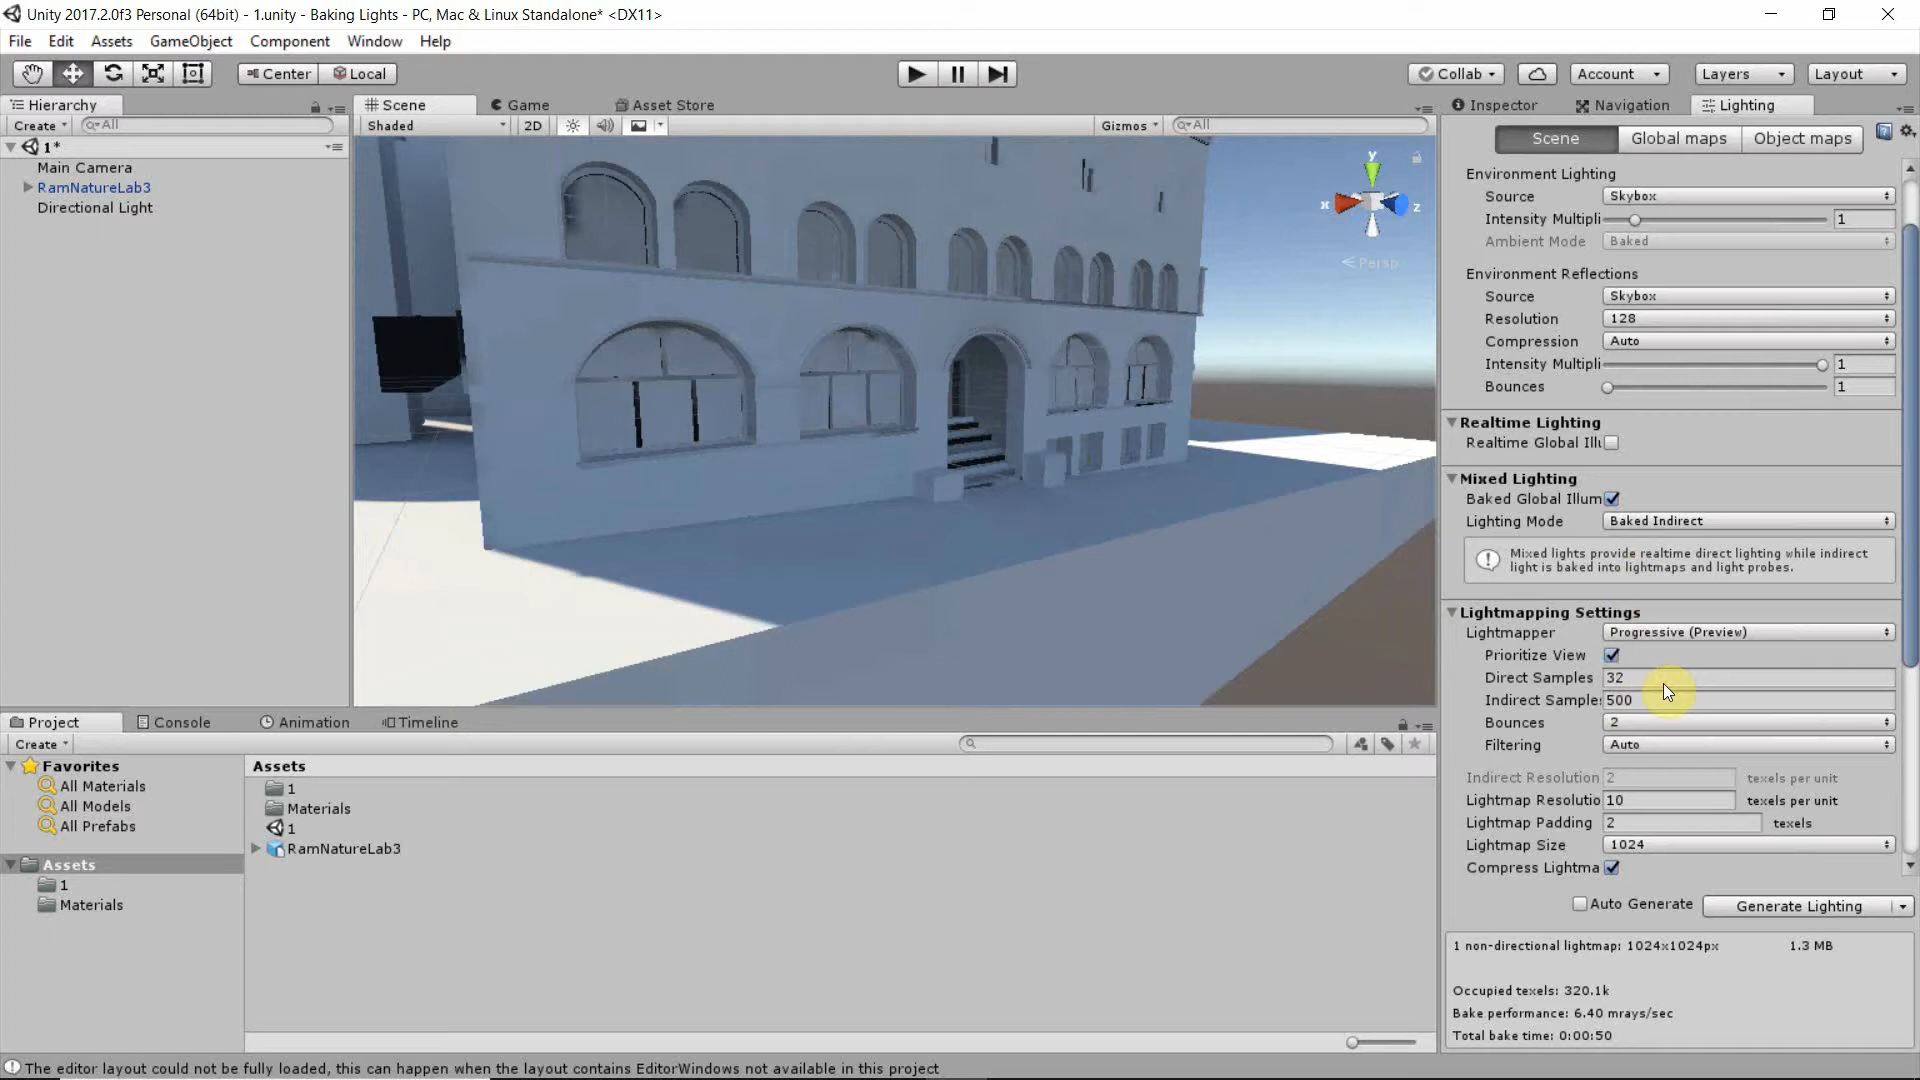 Unity 2017.2.0f3 Personal (64bit) - 1.unity - Baking Lights - PC, Mac & Linux Standalone* <DX11>
File Edit Assets GameObject Component Window Help
Center Local Collab Account Layers Layout
Hierarchy
Create All
1*
Main Camera
RamNatureLab3
Directional Light
Scene Game Asset Store
Shaded 2D Gizmos All
y
x
z
Persp
Inspector Navigation Lighting
Scene Global maps Object maps
Environment Lighting
Source Skybox
Intensity Multipli 1
Ambient Mode Baked
Environment Reflections
Source Skybox
Resolution 128
Compression Auto
Intensity Multipli 1
Bounces 1
Realtime Lighting
Realtime Global Illu
Mixed Lighting
Baked Global Illum
Lighting Mode Baked Indirect
Mixed lights provide realtime direct lighting while indirect
light is baked into lightmaps and light probes.
Lightmapping Settings
Lightmapper Progressive (Preview)
Prioritize View
Direct Samples 32
Indirect Samples 500
Bounces 2
Filtering Auto
Indirect Resolution 2 texels per unit
Lightmap Resolutio 10 texels per unit
Lightmap Padding 2 texels
Lightmap Size 1024
Compress Lightma
Auto Generate Generate Lighting
1 non-directional lightmap: 1024x1024px 1.3 MB
Occupied texels: 320.1k
Bake performance: 6.40 mrays/sec
Total bake time: 0:00:50
Project Console Animation Timeline
Create
Favorites
All Materials
All Models
All Prefabs
Assets
1
Materials
Assets
1
Materials
1
RamNatureLab3
The editor layout could not be fully loaded, this can happen when the layout contains EditorWindows not available in this project